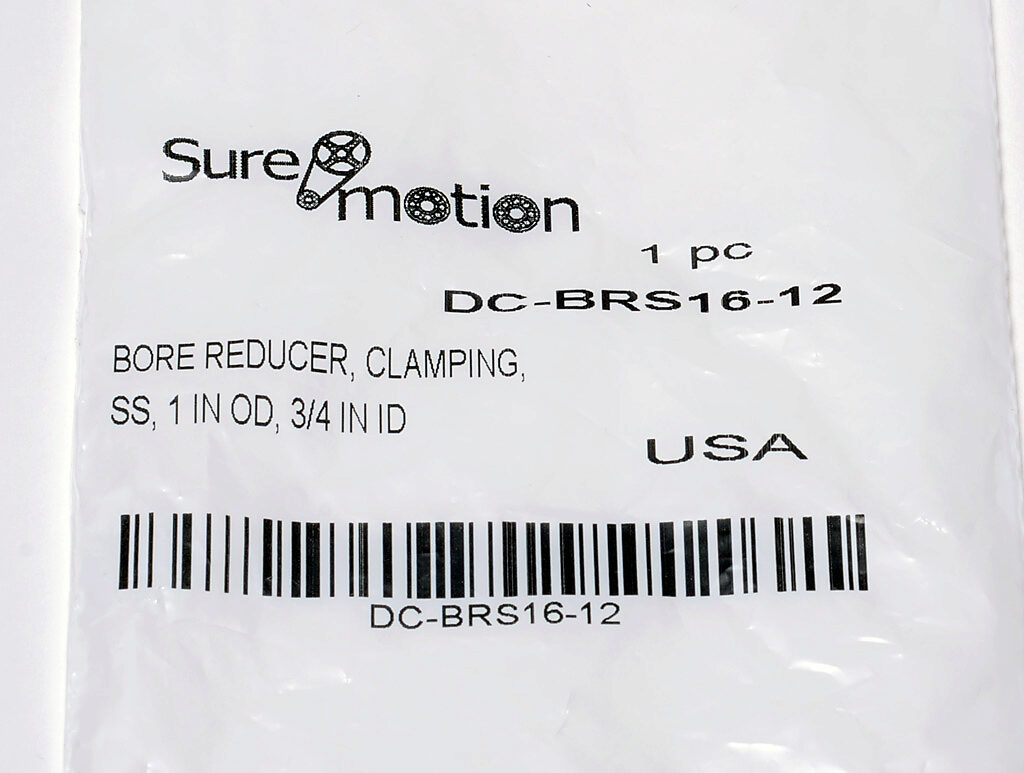 Sure
motion
1 pc
DC-BRS16-12
BORE REDUCER, CLAMPING,
SS, 1 IN OD, 3/4 IN ID
USA
DC-BRS16-12